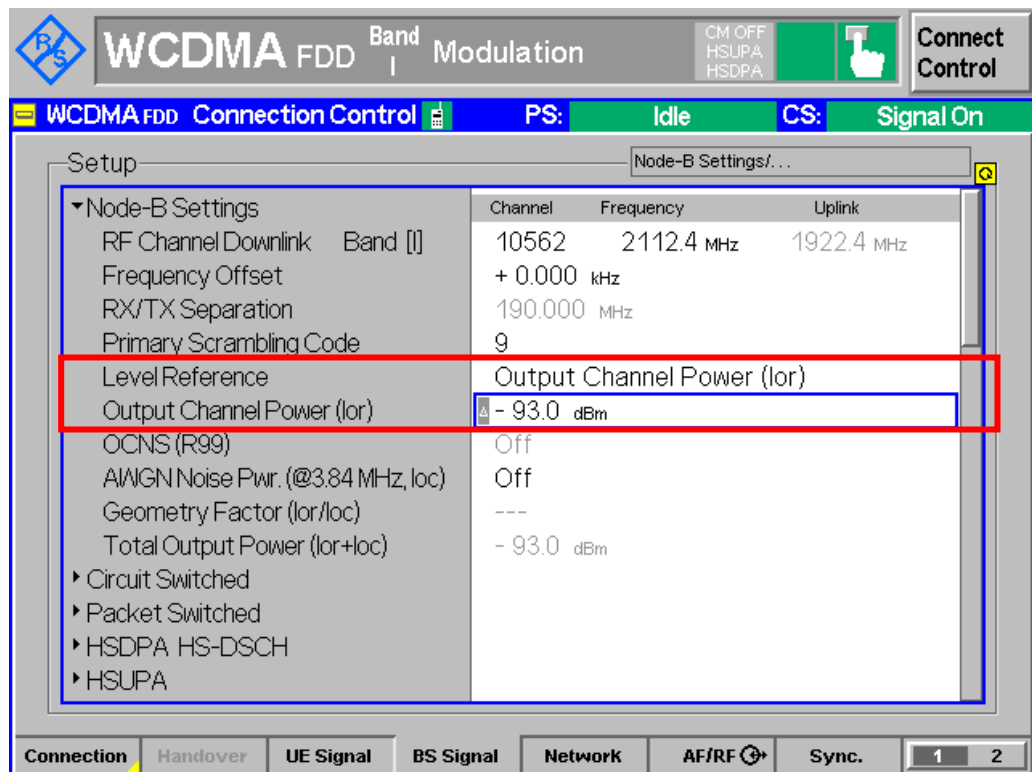 R&S WCDMA FDD Band I Modulation CM OFF HSUPA HSDPA Connect Control
WCDMA FDD Connection Control PS: Idle CS: Signal On
Setup Node-B Settings/...
Node-B Settings Channel Frequency Uplink
RF Channel Downlink Band [I] 10562 2112.4 MHz 1922.4 MHz
Frequency Offset + 0.000 kHz
RX/TX Separation 190.000 MHz
Primary Scrambling Code 9
Level Reference Output Channel Power (Ior)
Output Channel Power (Ior) - 93.0 dBm
OCNS (R99) Off
AWGN Noise Pwr. (@3.84 MHz, Ioc) Off
Geometry Factor (Ior/Ioc) ---
Total Output Power (Ior+Ioc) - 93.0 dBm
Circuit Switched
Packet Switched
HSDPA HS-DSCH
HSUPA
Connection Handover UE Signal BS Signal Network AF/RF Sync. 1 2